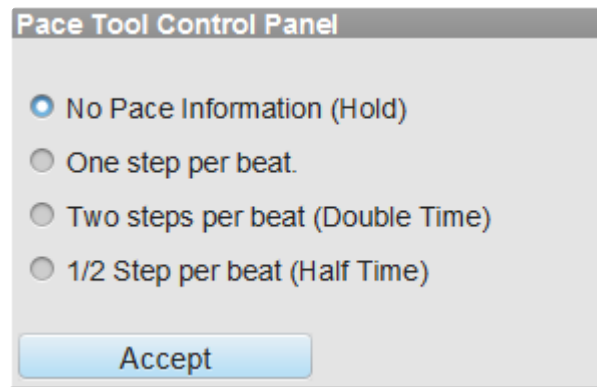 Pace Tool Control Panel
No Pace Information (Hold)
One step per beat.
Two steps per beat (Double Time)
1/2 Step per beat (Half Time)
Accept